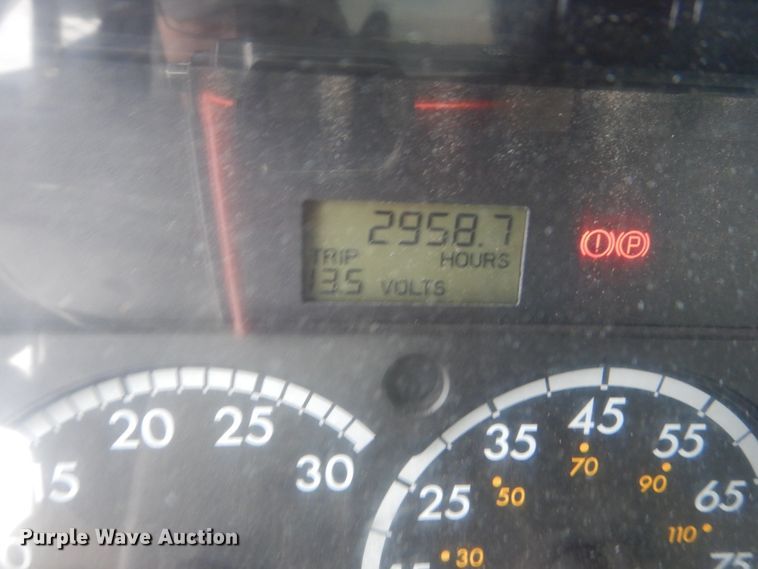 2958.7
TRIP HOURS
13.5 VOLTS
(!) (P)
15 20 25 30
25 35 45 55 65
30 50 70 90 110
Purple Wave Auction